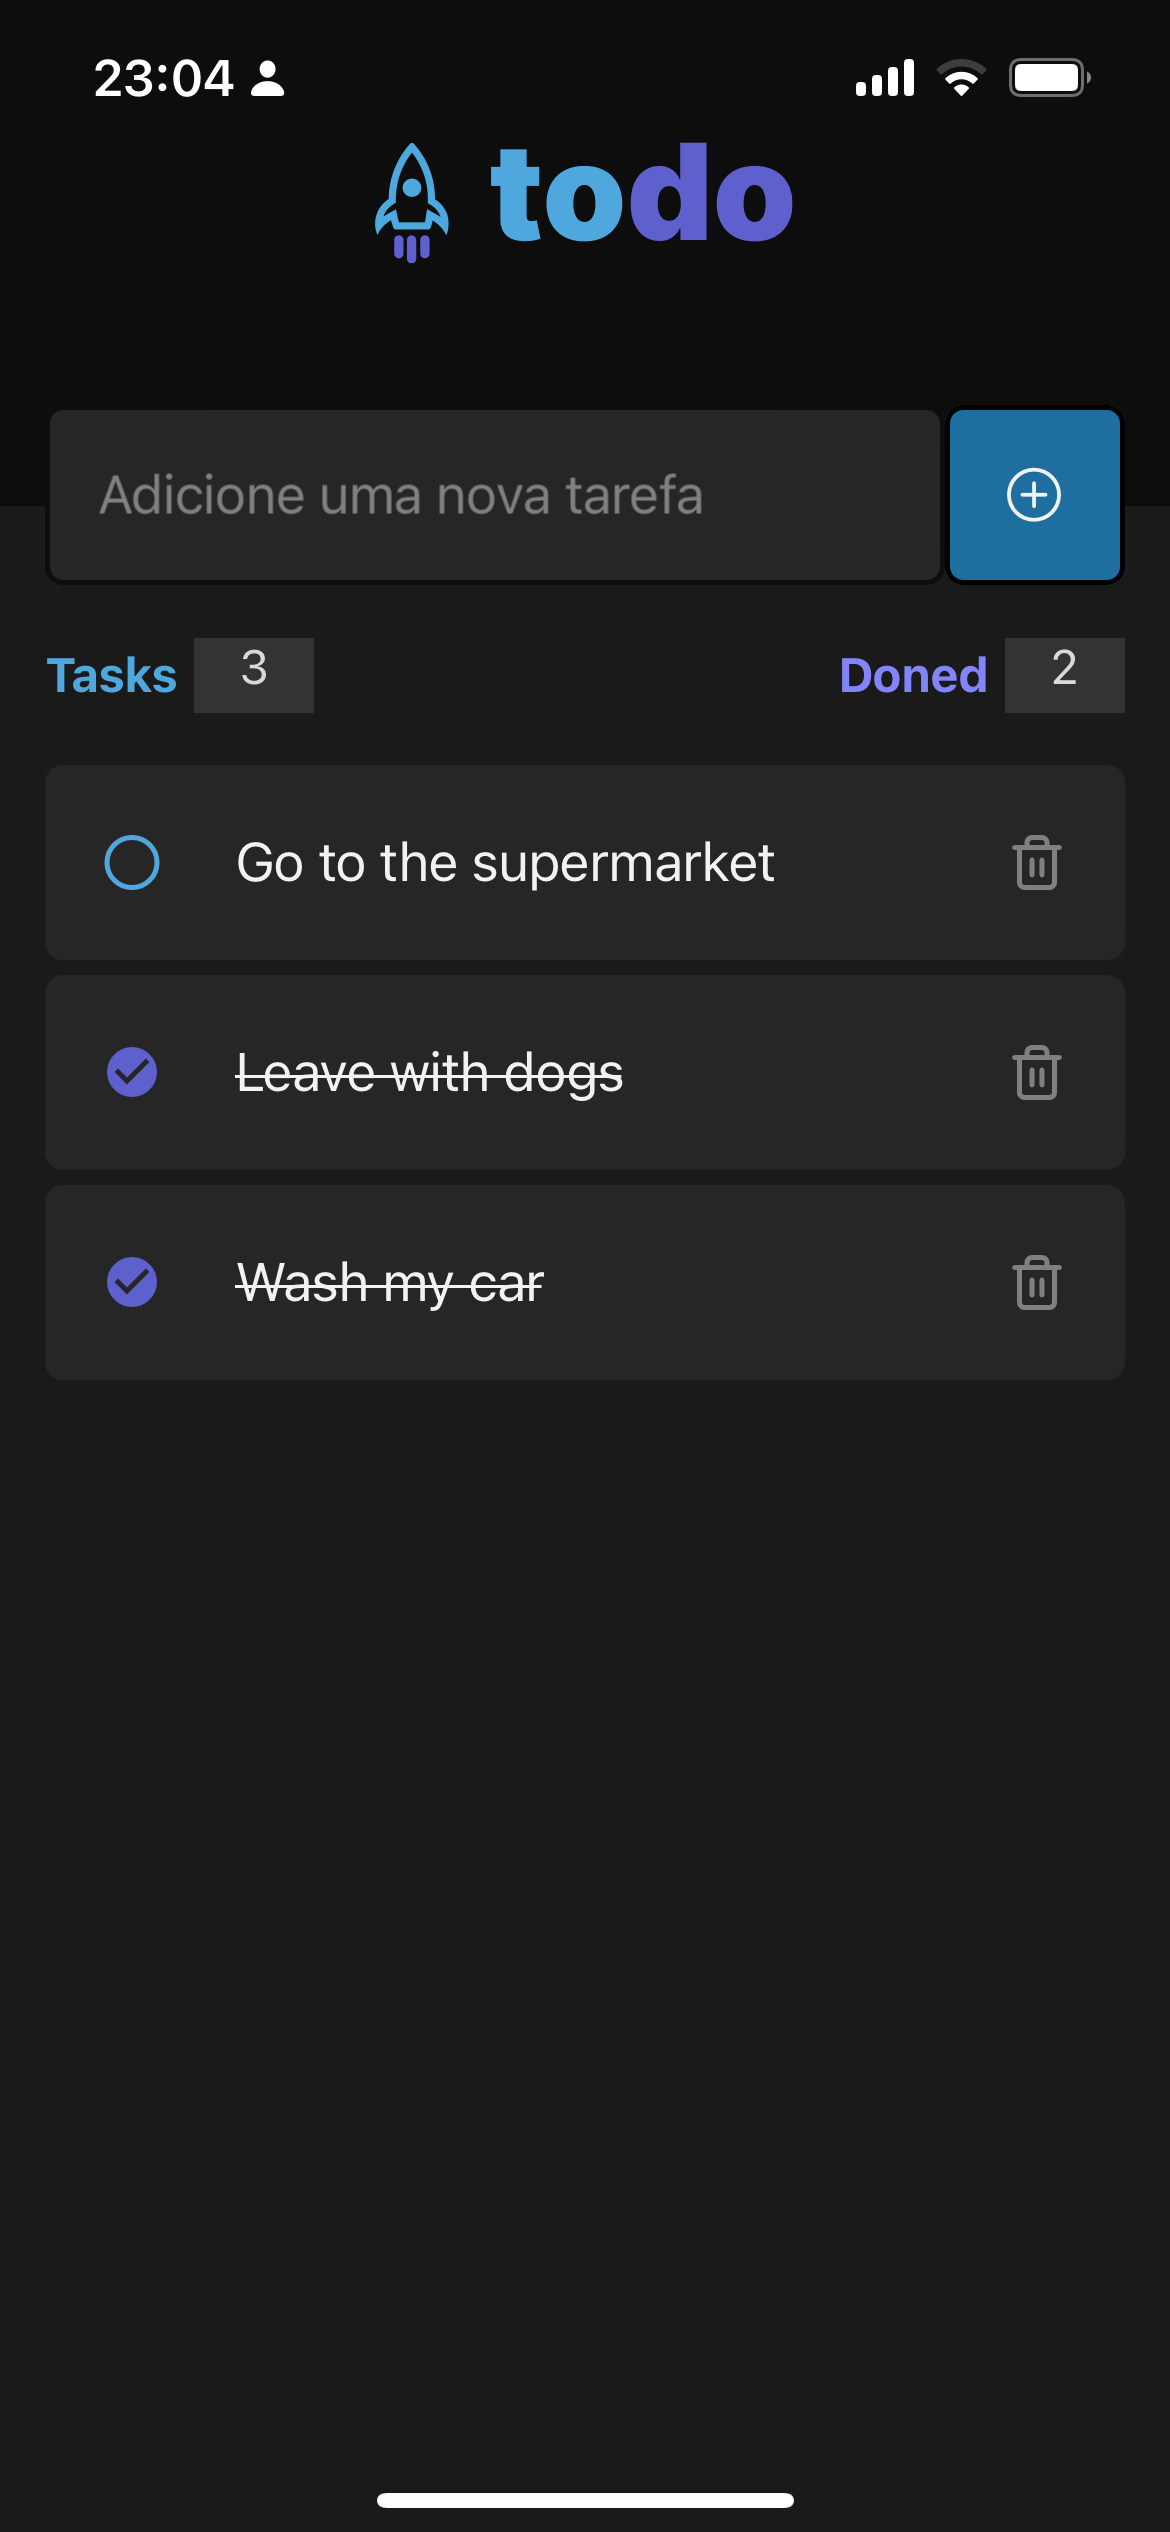 23:04
todo
Adicione uma nova tarefa
Tasks 3 Doned 2
Go to the supermarket
Leave with dogs
Wash my car